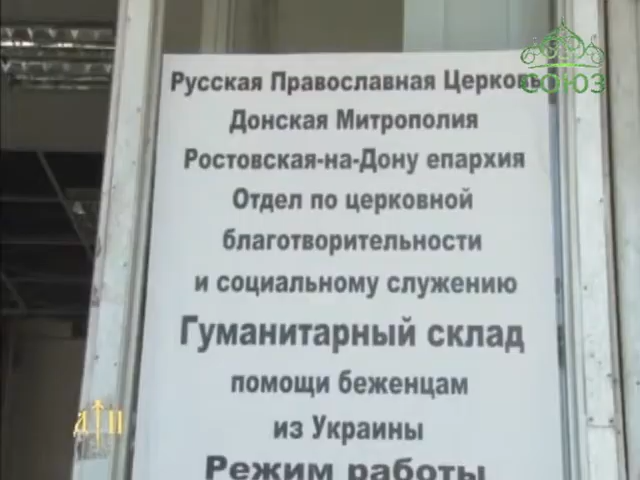 Русская Православная Церковь
СОЮЗ
Донская Митрополия
Ростовская-на-Дону епархия
Отдел по церковной
благотворительности
и социальному служению
Гуманитарный склад
помощи беженцам
из Украины
Режим работы